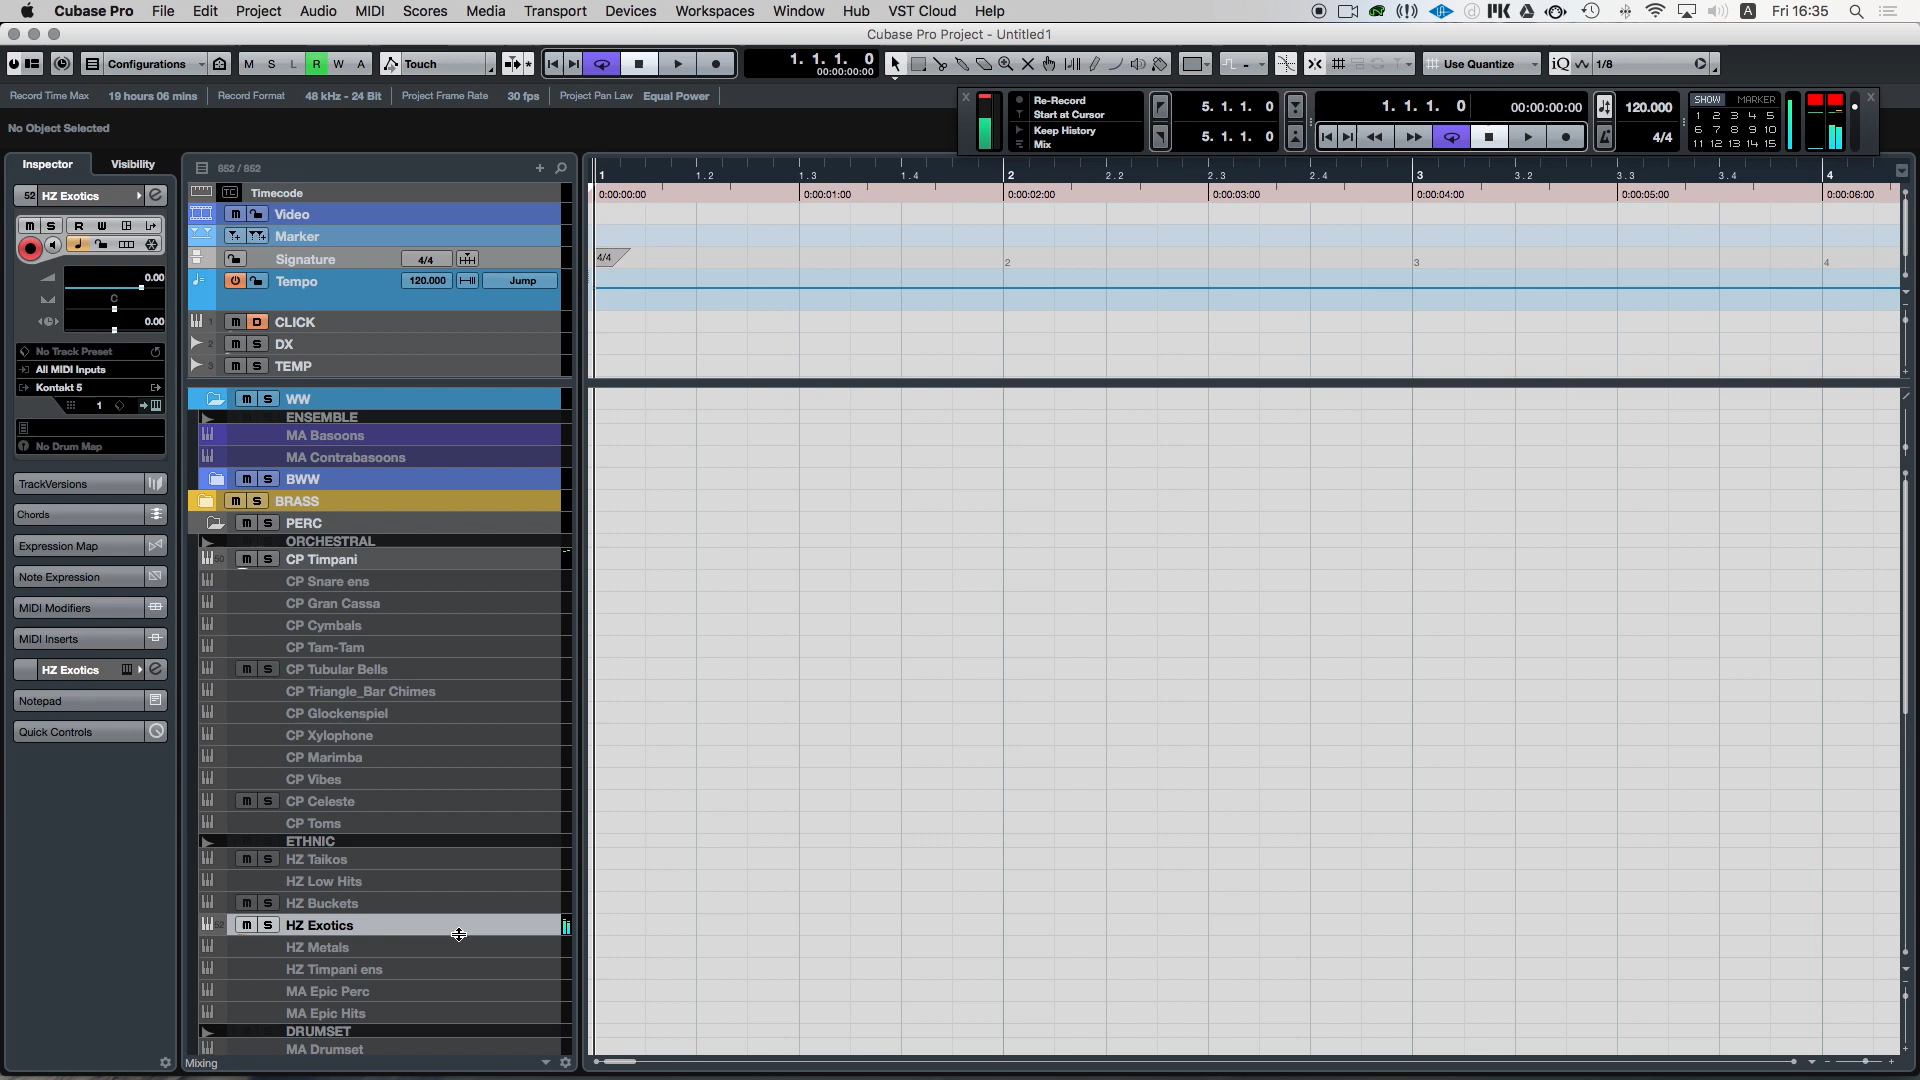 Cubase Pro File Edit Project Audio MIDI Scores Media Transport Devices Workspaces Window Hub VST Cloud Help Fri 16:35
Cubase Pro Project - Untitled1
Configurations M S L R W A Touch 1. 1. 1. 0 00:00:00:00 Use Quantize iQ 1/8
Record Time Max 19 hours 06 mins Record Format 48 kHz - 24 Bit Project Frame Rate 30 fps Project Pan Law Equal Power
Re-Record
Start at Cursor
Keep History
Mix
5. 1. 1. 0
5. 1. 1. 0
1. 1. 1. 0 00:00:00:00
120.000
4/4
SHOW MARKER
1 2 3 4 5
6 7 8 9 10
11 12 13 14 15
No Object Selected
Inspector Visibility
852 / 852
52 HZ Exotics
m S R W
0.00
C
0.00
No Track Preset
All MIDI Inputs
Kontakt 5
1
No Drum Map
TrackVersions
Chords
Expression Map
Note Expression
MIDI Modifiers
MIDI Inserts
HZ Exotics
Notepad
Quick Controls
TC Timecode
m Video
Marker
Signature 4/4
Tempo 120.000 Jump
1 m D CLICK
2 m S DX
3 m S TEMP
m S WW
ENSEMBLE
MA Basoons
MA Contrabasoons
m S BWW
m S BRASS
m S PERC
ORCHESTRAL
50 m S CP Timpani
CP Snare ens
CP Gran Cassa
CP Cymbals
CP Tam-Tam
m S CP Tubular Bells
CP Triangle_Bar Chimes
CP Glockenspiel
CP Xylophone
CP Marimba
CP Vibes
m S CP Celeste
CP Toms
ETHNIC
m S HZ Taikos
HZ Low Hits
m S HZ Buckets
52 m S HZ Exotics
HZ Metals
HZ Timpani ens
MA Epic Perc
MA Epic Hits
DRUMSET
MA Drumset
Mixing
1 1.2 1.3 1.4 2 2.2 2.3 2.4 3 3.2 3.3 3.4 4
0:00:00:00 0:00:01:00 0:00:02:00 0:00:03:00 0:00:04:00 0:00:05:00 0:00:06:00
4/4 2 3 4